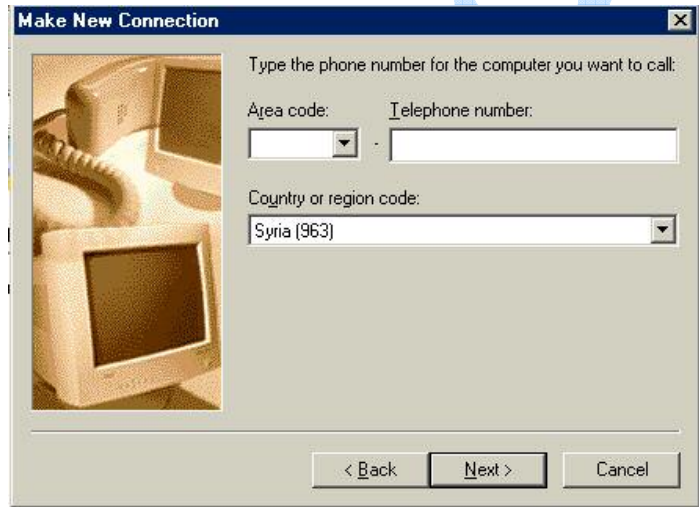 Make New Connection
Type the phone number for the computer you want to call:
Area code:
Telephone number:
-
Country or region code:
Syria (963)
< Back
Next >
Cancel